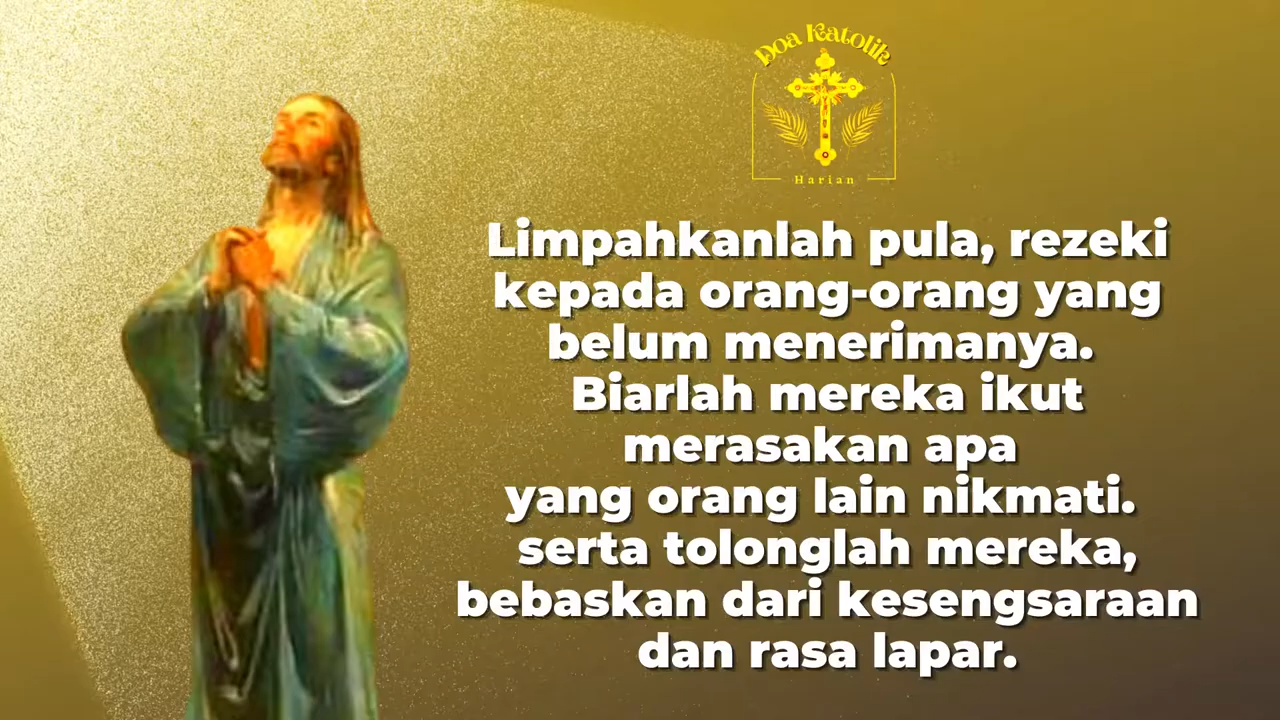 Doa Katolik
Harian
Limpahkanlah pula, rezeki
kepada orang-orang yang
belum menerimanya.
Biarlah mereka ikut
merasakan apa
yang orang lain nikmati.
serta tolonglah mereka,
bebaskan dari kesengsaraan
dan rasa lapar.